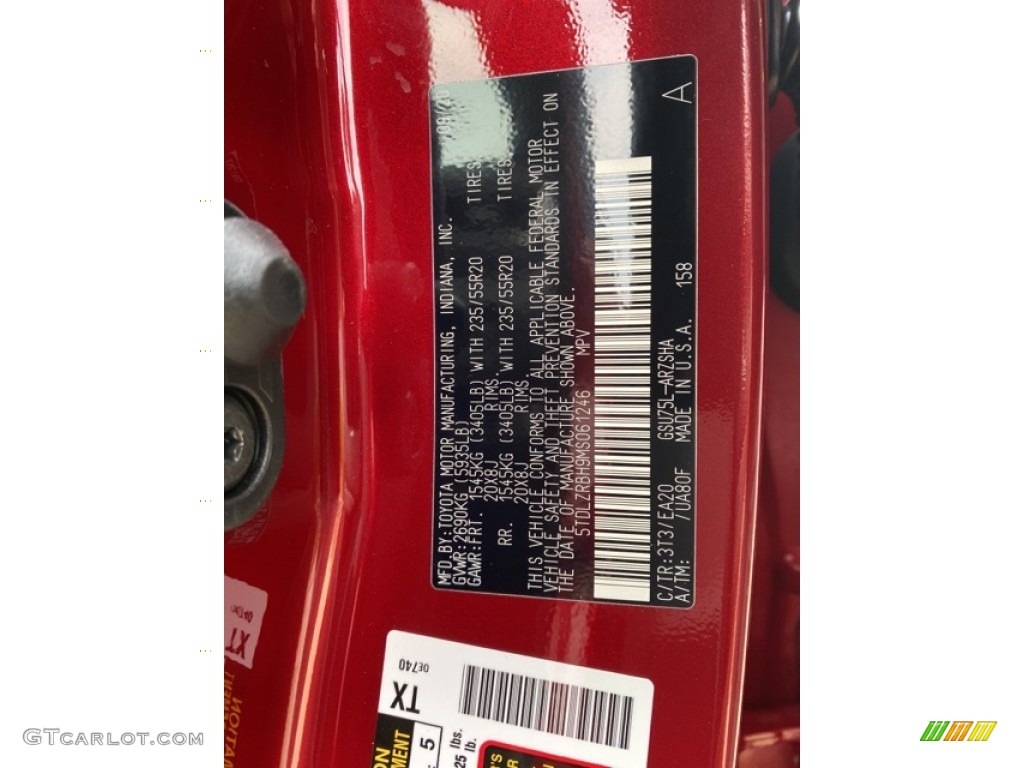 MFD.BY:TOYOTA MOTOR MANUFACTURING, INDIANA, INC.
GVWR:2690KG (5935LB)
GAWR:FRT. 1545KG (3405LB) WITH 235/55R20 TIRES,
20X8J RIMS.
RR. 1545KG (3405LB) WITH 235/55R20 TIRES,
20X8J RIMS.
THIS VEHICLE CONFORMS TO ALL APPLICABLE FEDERAL MOTOR
VEHICLE SAFETY AND THEFT PREVENTION STANDARDS IN EFFECT ON
THE DATE OF MANUFACTURE SHOWN ABOVE.
5TDLZRBH9MS061246 MPV
C/TR:3T3/EA20 GSU75L-ARZSHA A
A/TM: /UA80F MADE IN U.S.A. 158
0E740
TX
5
XT
GTCARLOT.COM